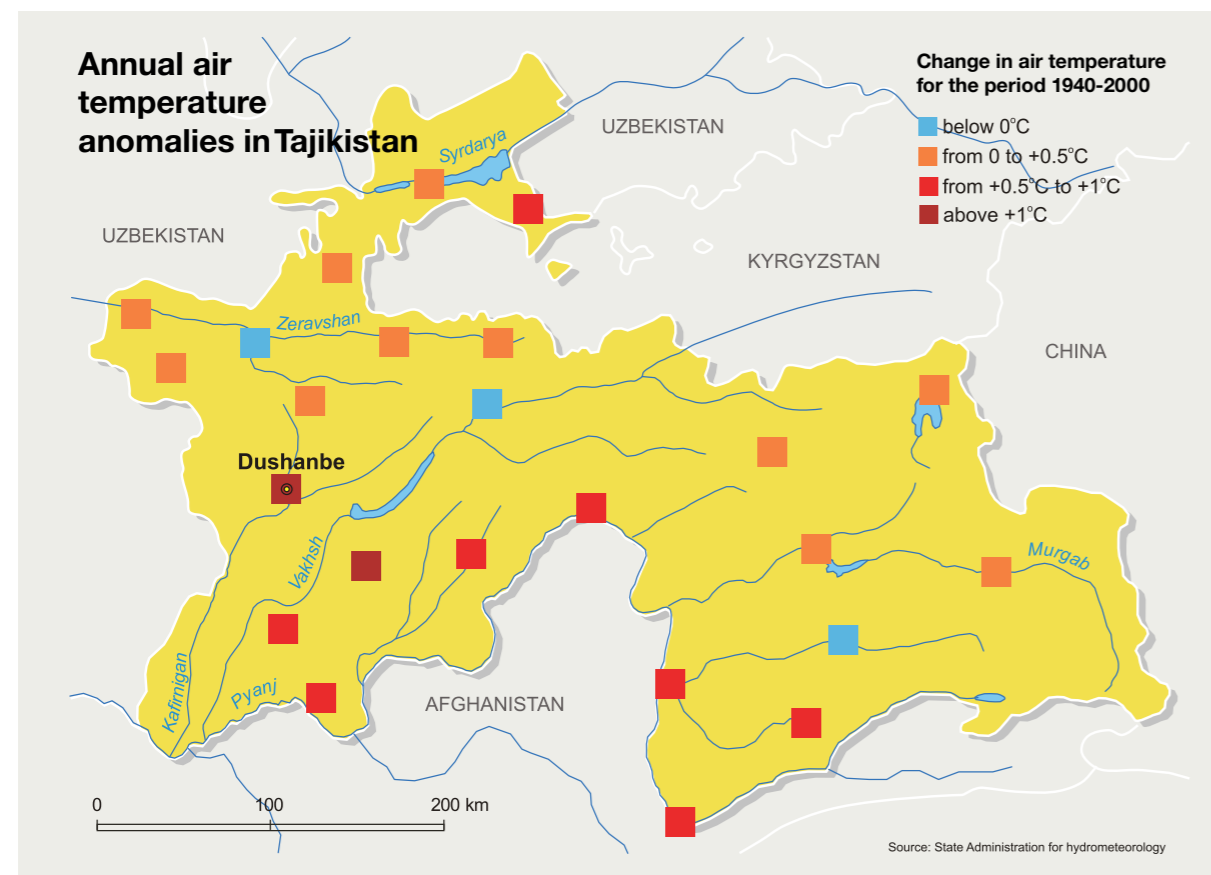 Annual air
temperature
anomalies in Tajikistan
Change in air temperature
for the period 1940-2000
below 0°C
from 0 to +0.5°C
from +0.5°C to +1°C
above +1°C
UZBEKISTAN
Syrdarya
UZBEKISTAN
KYRGYZSTAN
Zeravshan
CHINA
Dushanbe
Vakhsh
Murgab
Kafirnigan
Pyanj
AFGHANISTAN
0 100 200 km
Source: State Administration for hydrometeorology